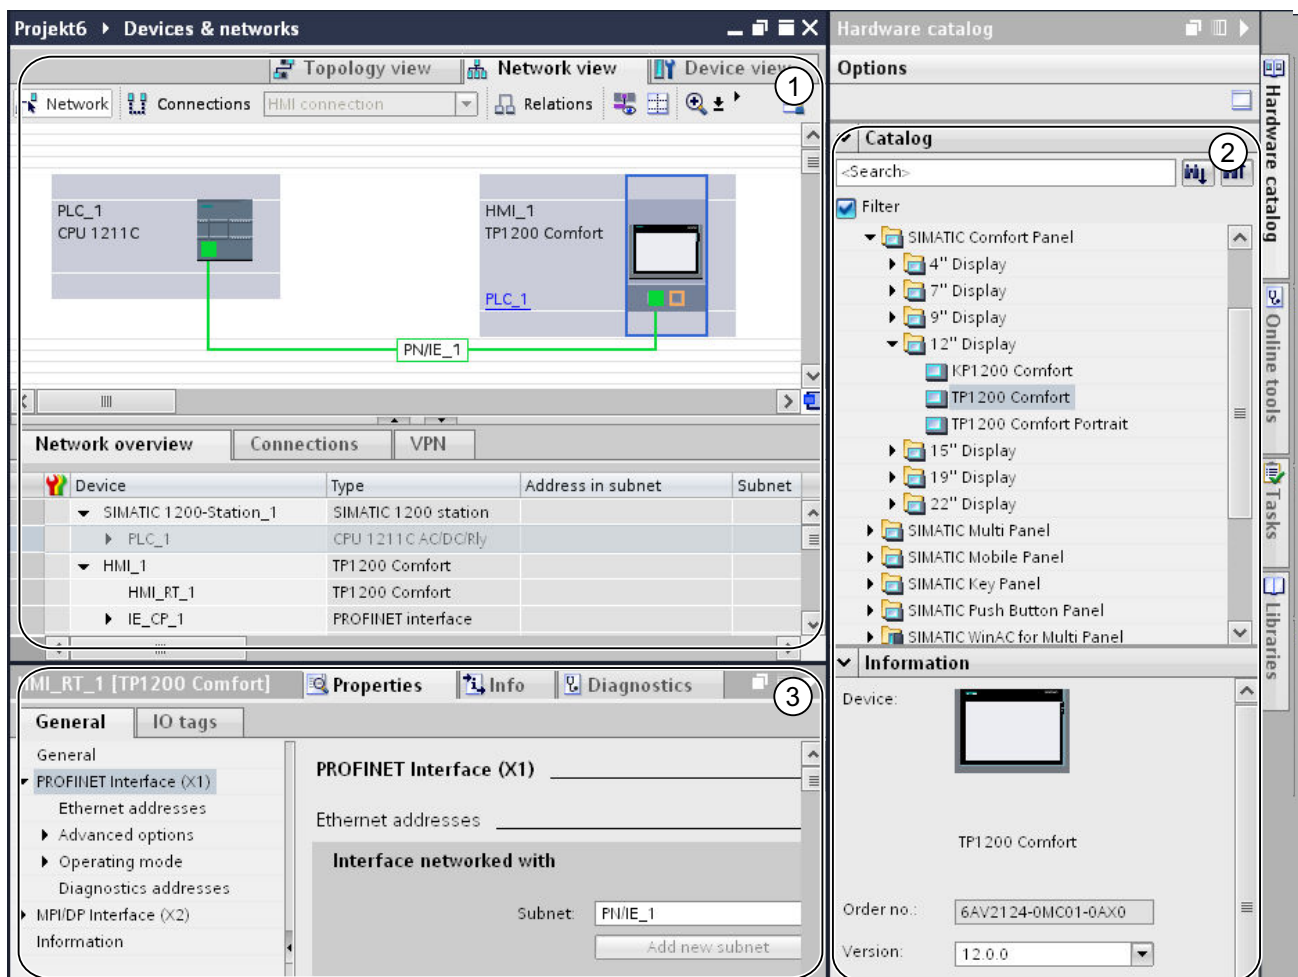 Projekt6 ▸ Devices & networks
Topology view
Network view
Device view
1
Network
Connections
HMI connection
Relations
PLC_1
CPU 1211C
HMI_1
TP1200 Comfort
PLC_1
PN/IE_1
Network overview
Connections
VPN
Device
Type
Address in subnet
Subnet
SIMATIC 1200-Station_1
SIMATIC 1200 station
PLC_1
CPU 1211C AC/DC/Rly
HMI_1
TP1200 Comfort
HMI_RT_1
TP1200 Comfort
IE_CP_1
PROFINET interface
HMI_RT_1 [TP1200 Comfort]
Properties
Info
Diagnostics
3
General
IO tags
General
PROFINET Interface (X1)
Ethernet addresses
Advanced options
Operating mode
Diagnostics addresses
MPI/DP Interface (X2)
Information
PROFINET Interface (X1)
Ethernet addresses
Interface networked with
Subnet:
PN/IE_1
Add new subnet
Hardware catalog
Options
Catalog
2
<Search>
Filter
SIMATIC Comfort Panel
4'' Display
7'' Display
9'' Display
12'' Display
KP1200 Comfort
TP1200 Comfort
TP1200 Comfort Portrait
15'' Display
19'' Display
22'' Display
SIMATIC Multi Panel
SIMATIC Mobile Panel
SIMATIC Key Panel
SIMATIC Push Button Panel
SIMATIC WinAC for Multi Panel
Information
Device:
TP1200 Comfort
Order no.:
6AV2124-0MC01-0AX0
Version:
12.0.0
Hardware catalog
Online tools
Tasks
Libraries